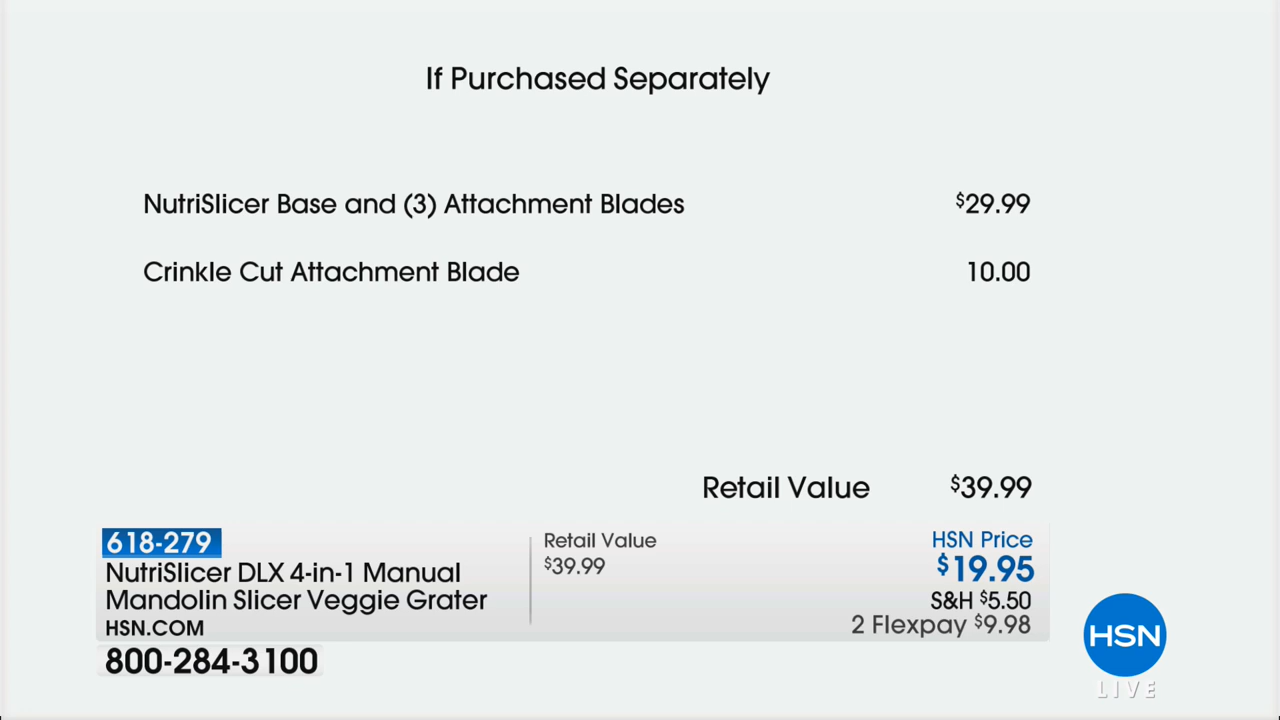 If Purchased Separately
NutriSlicer Base and (3) Attachment Blades $29.99
Crinkle Cut Attachment Blade 10.00
Retail Value $39.99
618-279
NutriSlicer DLX 4-in-1 Manual
Mandolin Slicer Veggie Grater
HSN.COM
800-284-3100
Retail Value
$39.99
HSN Price
$19.95
S&H $5.50
2 Flexpay $9.98
HSN
LIVE